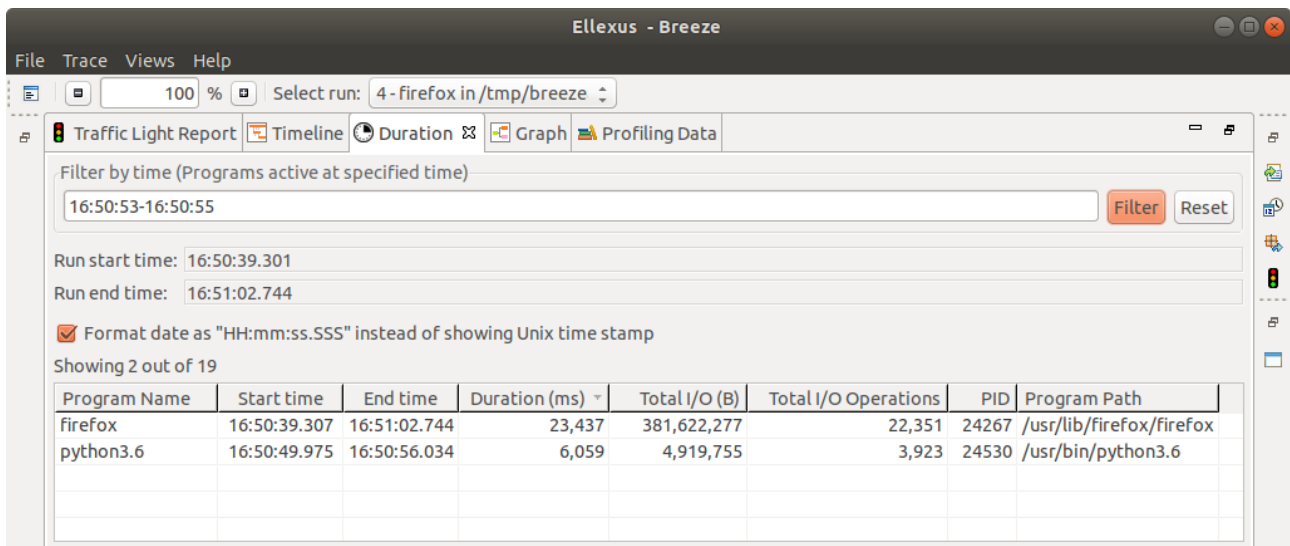 Ellexus - Breeze
File Trace Views Help
100 % Select run: 4 - firefox in /tmp/breeze
Traffic Light Report Timeline Duration Graph Profiling Data
Filter by time (Programs active at specified time)
16:50:53-16:50:55 Filter Reset
Run start time: 16:50:39.301
Run end time: 16:51:02.744
Format date as "HH:mm:ss.SSS" instead of showing Unix time stamp
Showing 2 out of 19
Program Name Start time End time Duration (ms) Total I/O (B) Total I/O Operations PID Program Path
firefox 16:50:39.307 16:51:02.744 23,437 381,622,277 22,351 24267 /usr/lib/firefox/firefox
python3.6 16:50:49.975 16:50:56.034 6,059 4,919,755 3,923 24530 /usr/bin/python3.6